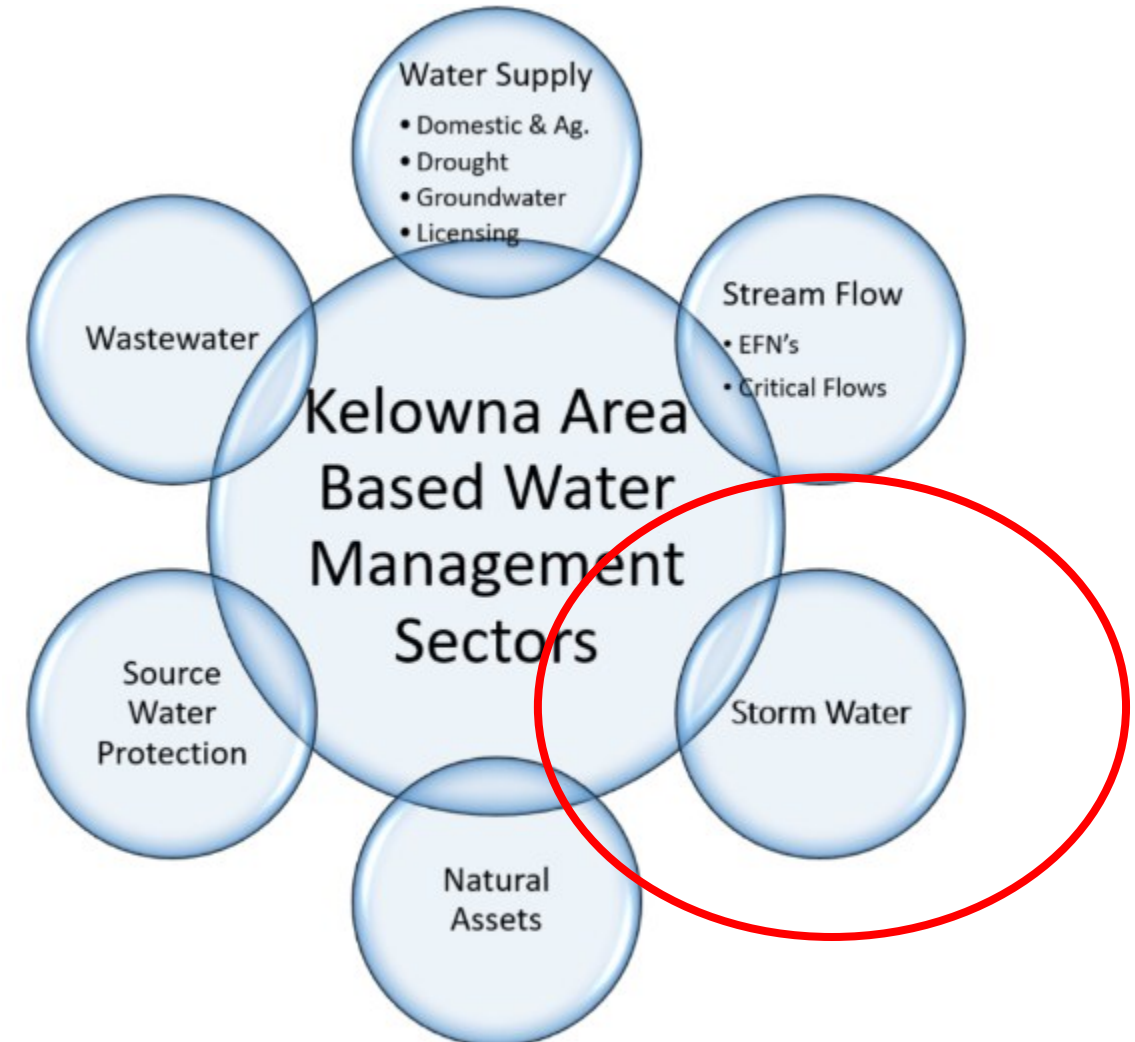 Water Supply
• Domestic & Ag.
• Drought
• Groundwater
• Licensing
Stream Flow
• EFN's
• Critical Flows
Wastewater
Kelowna Area
Based Water
Management
Sectors
Storm Water
Source
Water
Protection
Natural
Assets